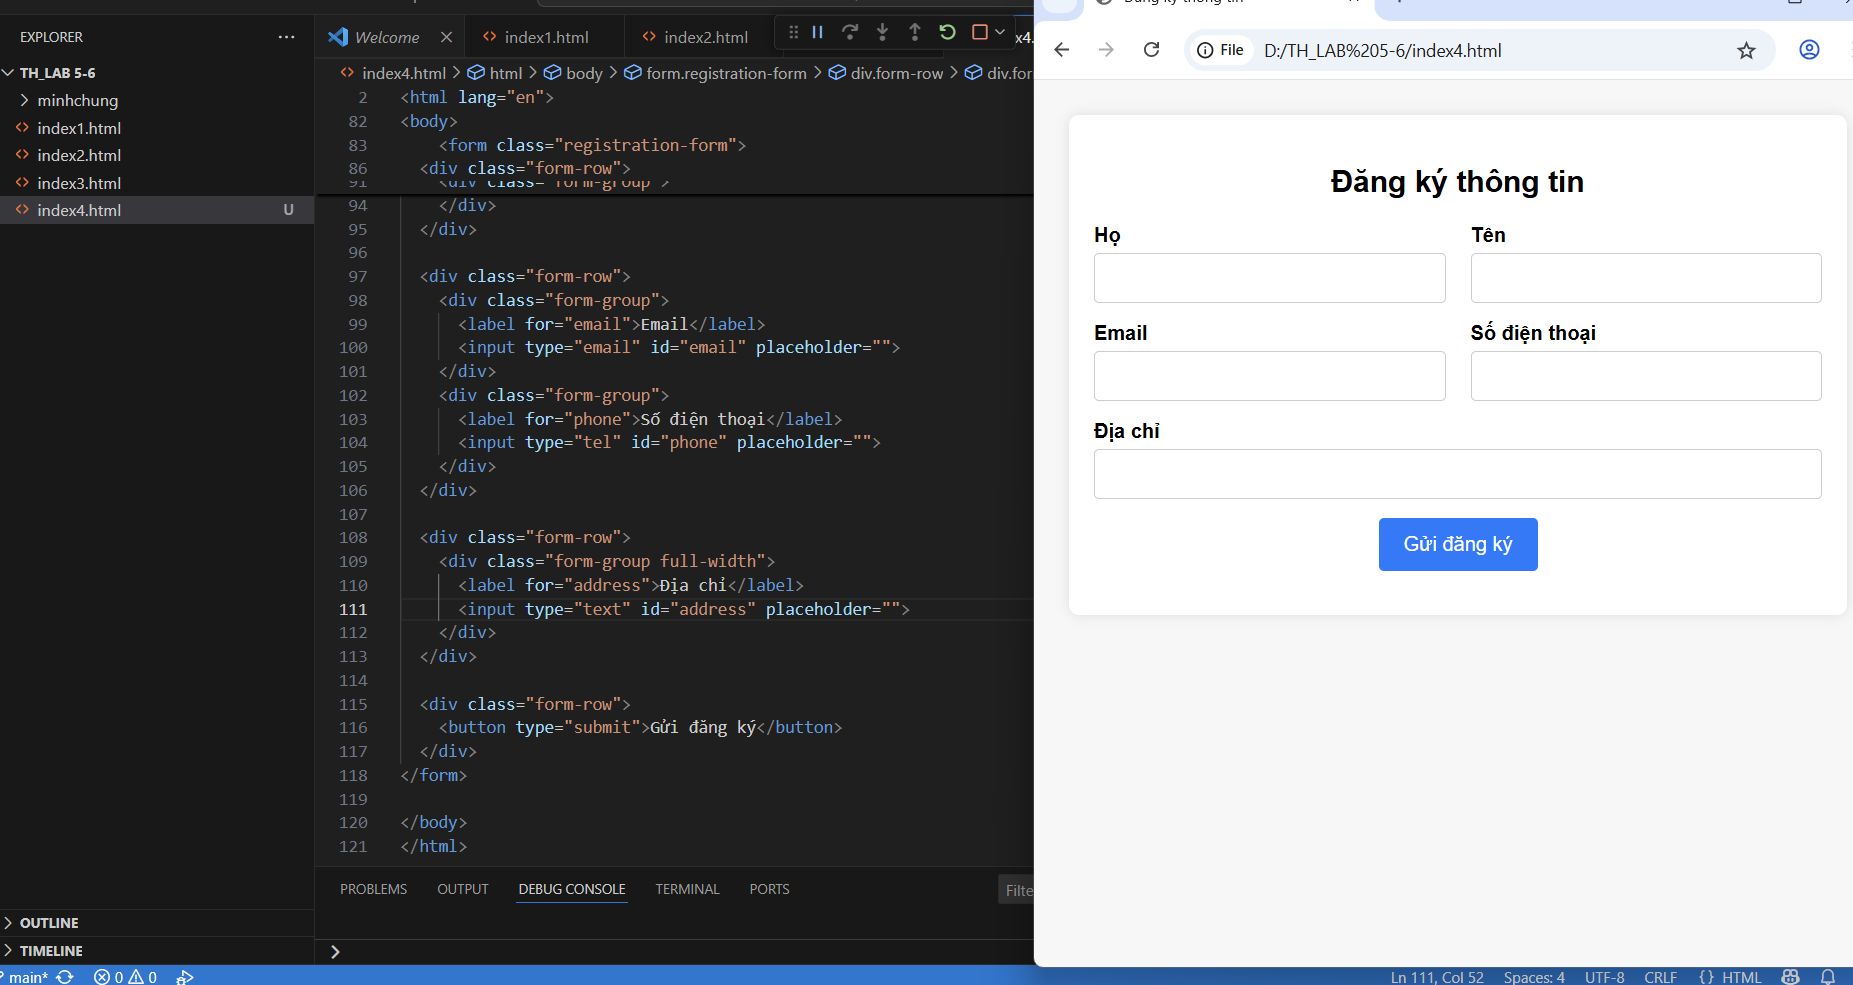 EXPLORER
TH_LAB 5-6
minhchung
index1.html
index2.html
index3.html
index4.html U
OUTLINE
TIMELINE
Welcome
index1.html
index2.html
index4.html > html > body > form.registration-form > div.form-row >
2 <html lang="en">
82 <body>
83 <form class="registration-form">
86 <div class="form-row">
91 <div class="form-group">
94 </div>
95 </div>
96
97 <div class="form-row">
98 <div class="form-group">
99 <label for="email">Email</label>
100 <input type="email" id="email" placeholder="">
101 </div>
102 <div class="form-group">
103 <label for="phone">Số điện thoại</label>
104 <input type="tel" id="phone" placeholder="">
105 </div>
106 </div>
107
108 <div class="form-row">
109 <div class="form-group full-width">
110 <label for="address">Địa chỉ</label>
111 <input type="text" id="address" placeholder="">
112 </div>
113 </div>
114
115 <div class="form-row">
116 <button type="submit">Gửi đăng ký</button>
117 </div>
118 </form>
119
120 </body>
121 </html>
PROBLEMS OUTPUT DEBUG CONSOLE TERMINAL PORTS
main* 0 0
File D:/TH_LAB%205-6/index4.html
Đăng ký thông tin
Họ
Tên
Email
Số điện thoại
Địa chỉ
Gửi đăng ký
Ln 111, Col 52 Spaces: 4 UTF-8 CRLF {} HTML